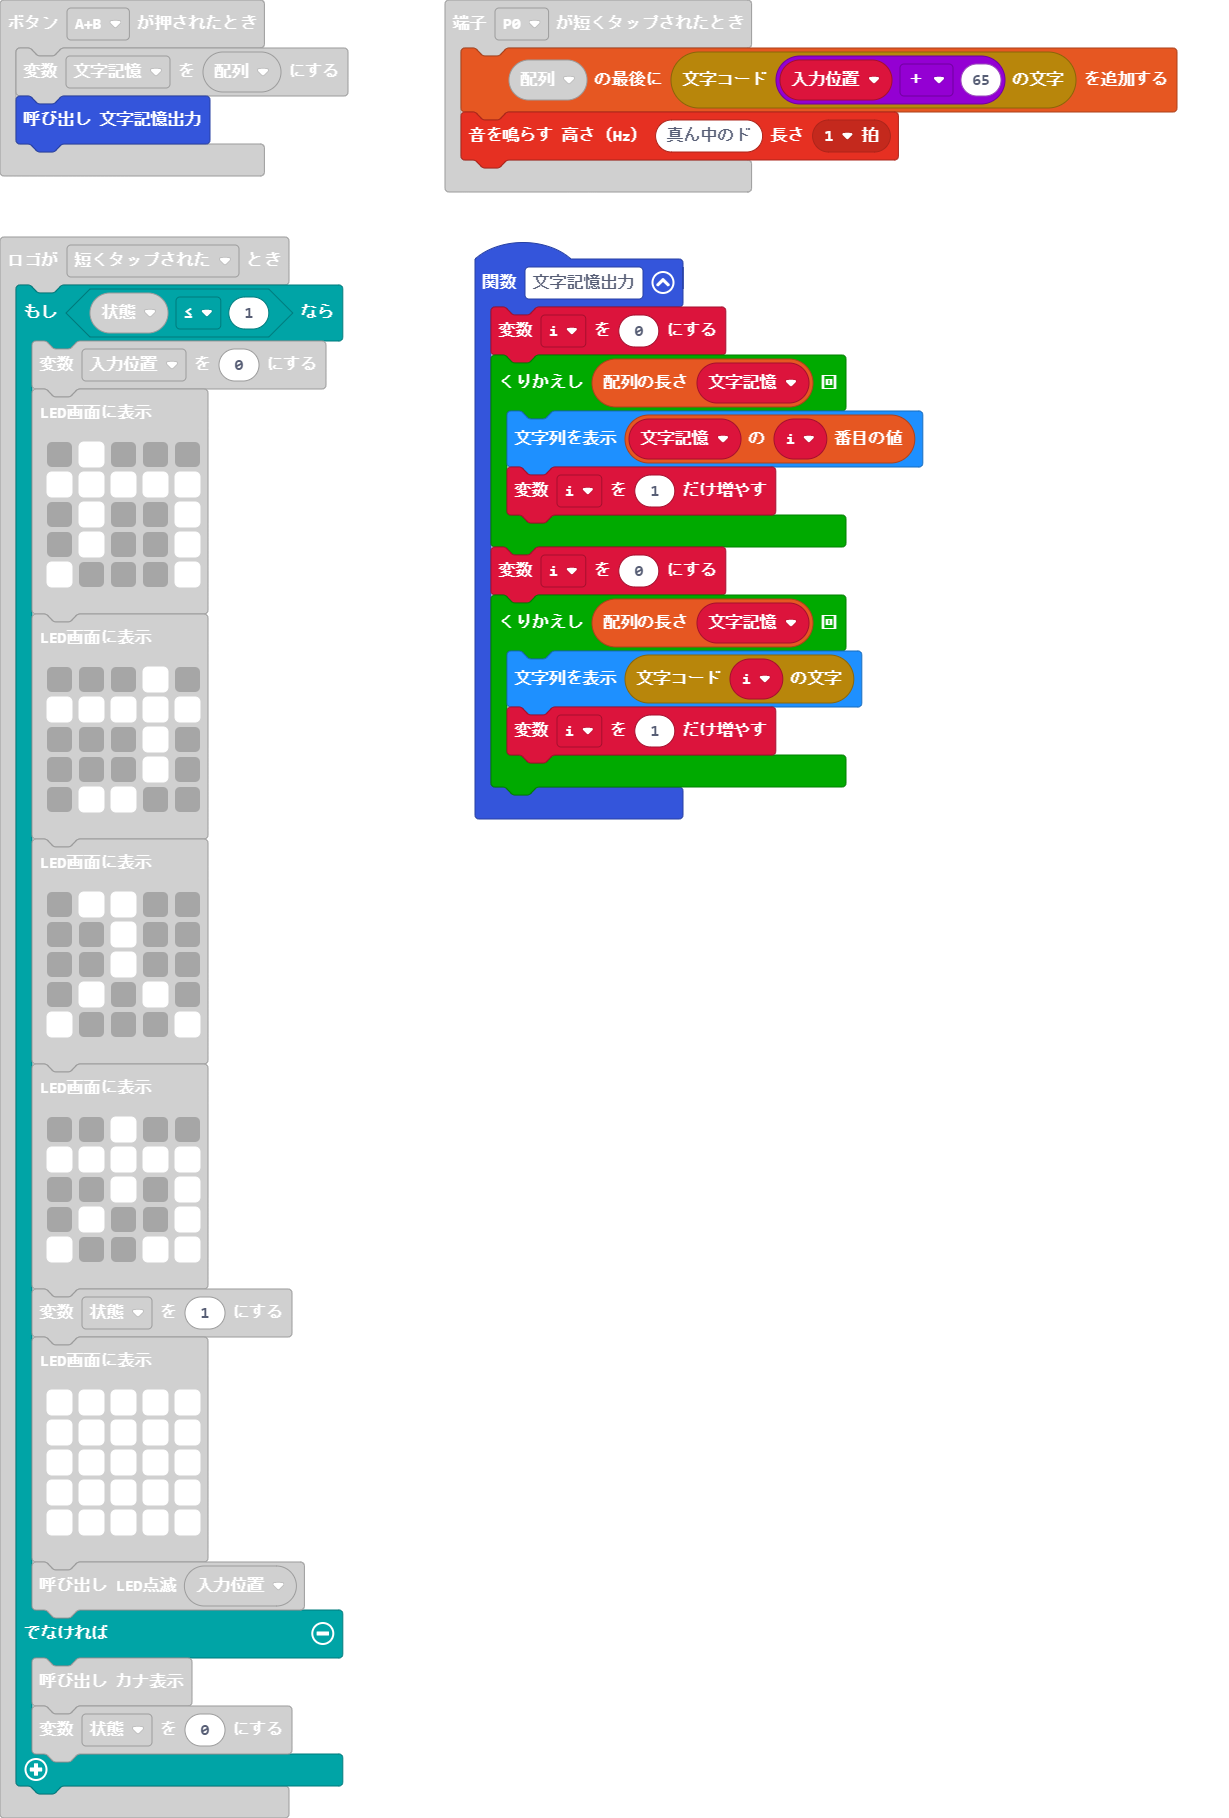 ボタン A+B が押されたとき
変数 文字記憶 を 配列 にする
呼び出し 文字記憶出力
端子 P0 が短くタップされたとき
配列 の最後に 文字コード 入力位置 + 65 の文字 を追加する
音を鳴らす 高さ (Hz) 真ん中のド 長さ 1 拍
ロゴが 短くタップされた とき
もし 状態 ≤ 1 なら
変数 入力位置 を 0 にする
LED画面に表示
LED画面に表示
LED画面に表示
LED画面に表示
変数 状態 を 1 にする
LED画面に表示
呼び出し LED点滅 入力位置
でなければ
呼び出し カナ表示
変数 状態 を 0 にする
関数 文字記憶出力
変数 i を 0 にする
くりかえし 配列の長さ 文字記憶 回
文字列を表示 文字記憶 の i 番目の値
変数 i を 1 だけ増やす
変数 i を 0 にする
くりかえし 配列の長さ 文字記憶 回
文字列を表示 文字コード i の文字
変数 i を 1 だけ増やす